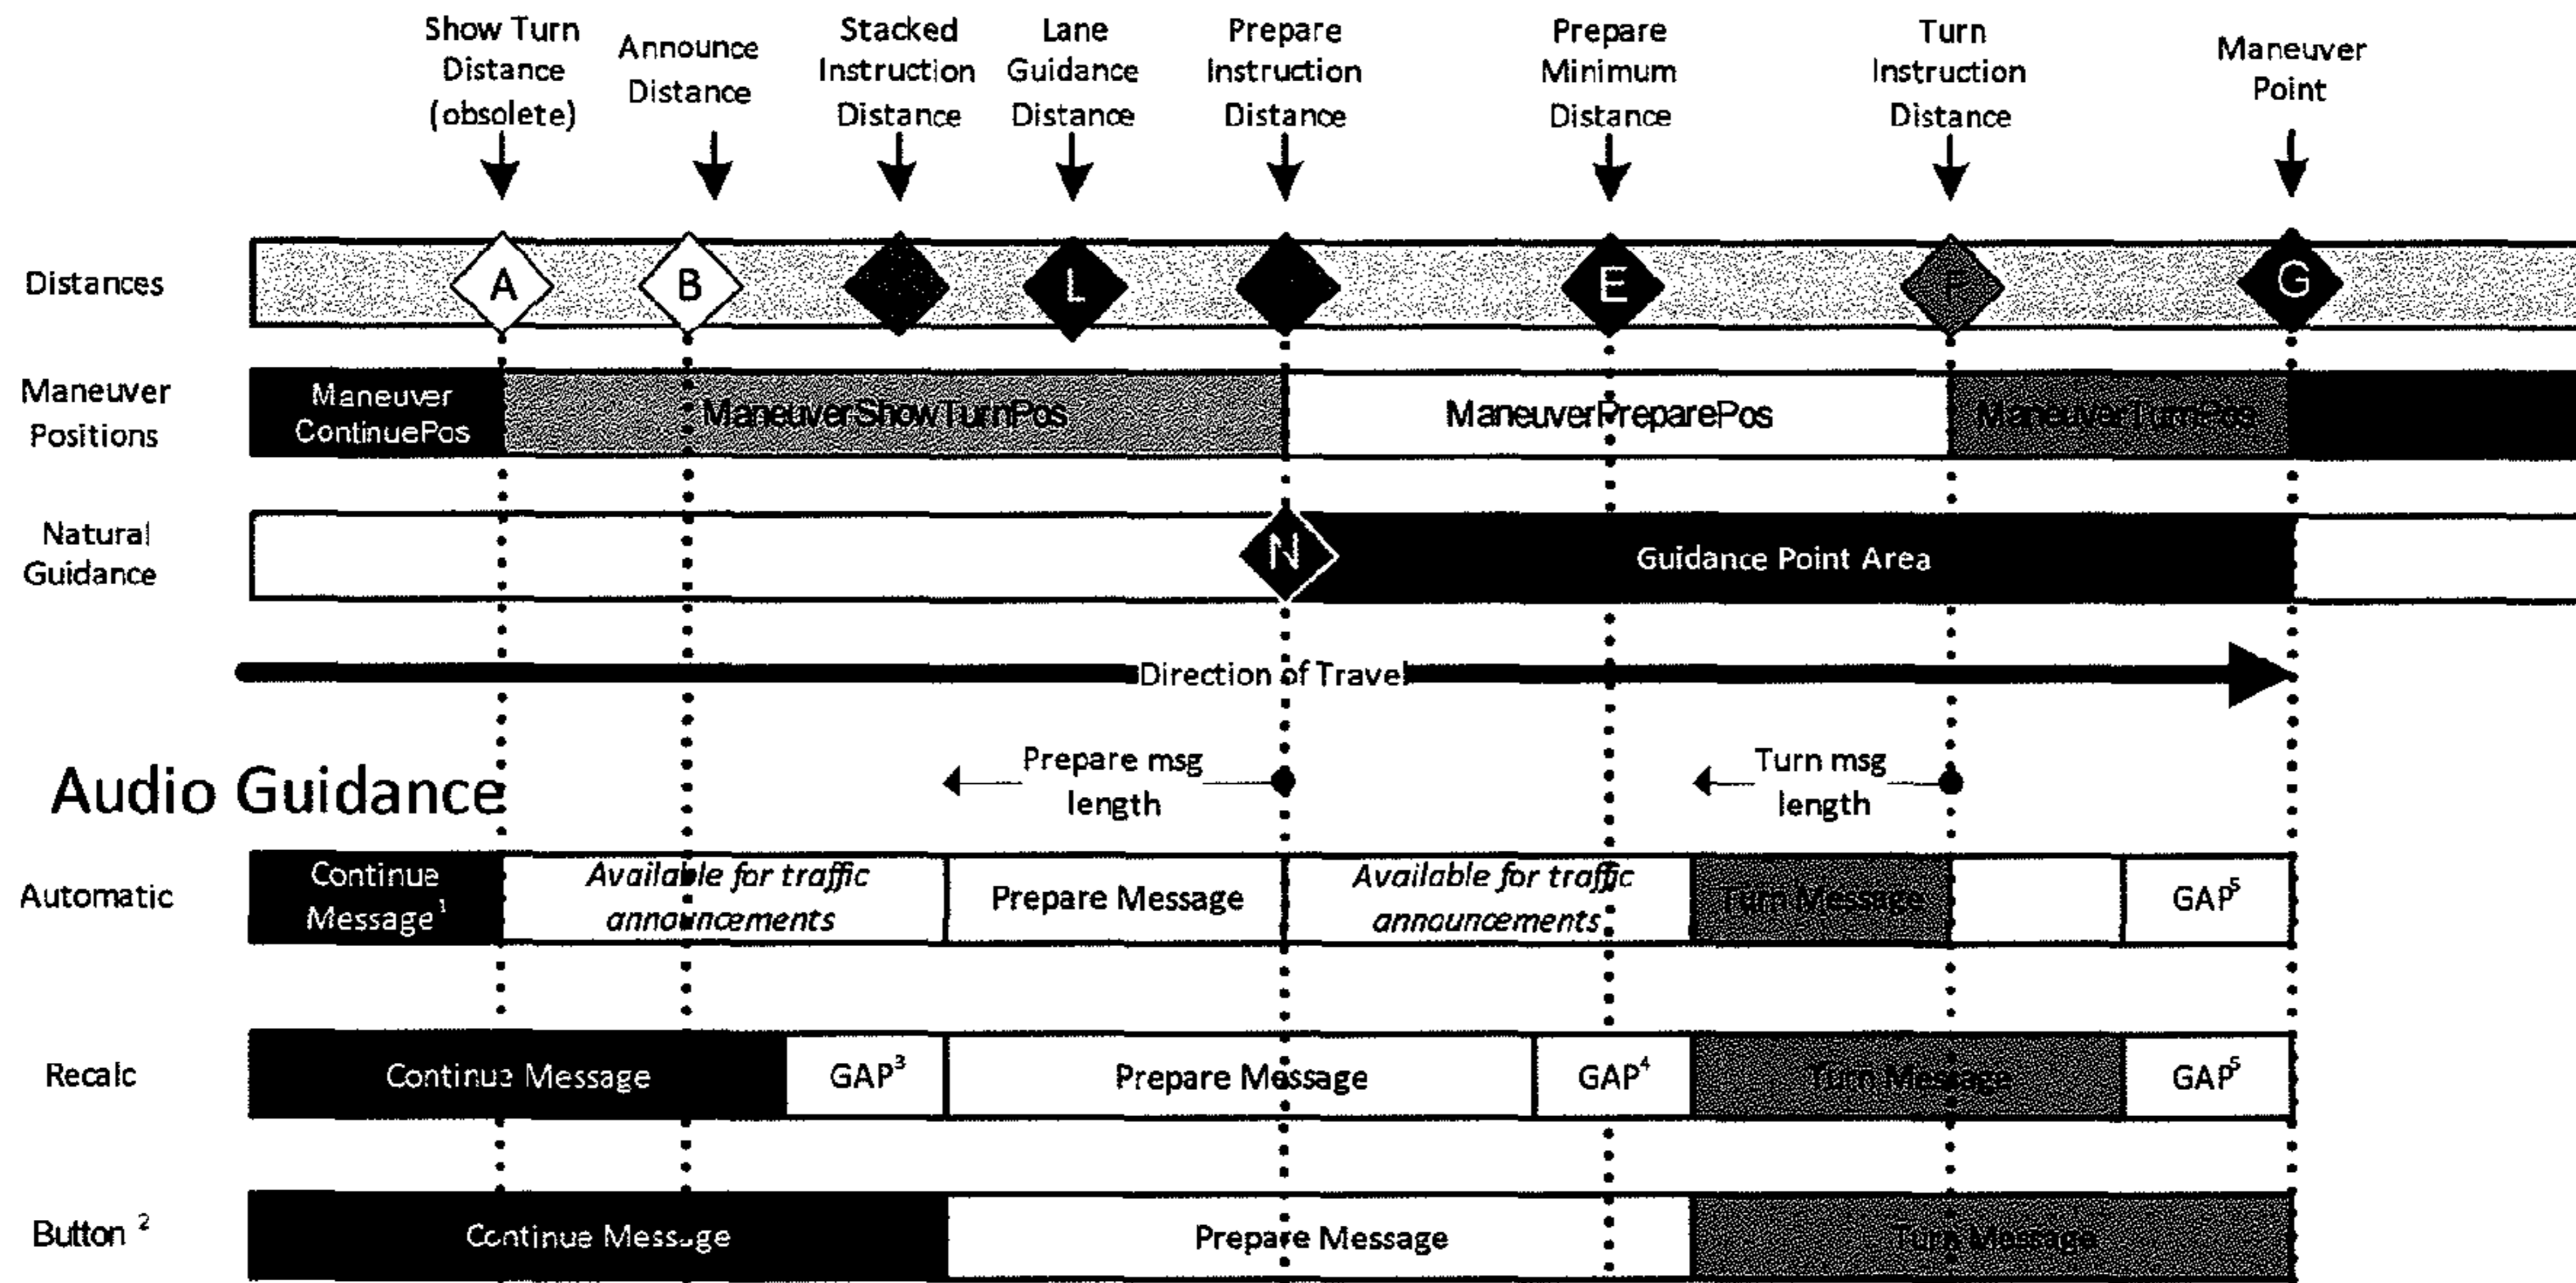 Show Turn
Distance
(obsolete)
Announce
Distance
Stacked
Instruction
Distance
Lane
Guidance
Distance
Prepare
Instruction
Distance
Prepare
Minimum
Distance
Turn
Instruction
Distance
Maneuver
Point
Distances
A
B
L
E
F
G
Maneuver
Positions
Maneuver
ContinuePos
ManeuverShowTurnPos
ManeuverPreparePos
ManeuverTurnPos
Natural
Guidance
N
Guidance Point Area
Direction of Travel
Audio Guidance
Prepare msg
length
Turn msg
length
Automatic
Continue
Message¹
Available for traffic
announcements
Prepare Message
Available for traffic
announcements
Turn Message
GAP⁵
Recalc
Continue Message
GAP³
Prepare Message
GAP⁴
Turn Message
GAP⁵
Button ²
Continue Message
Prepare Message
Turn Message